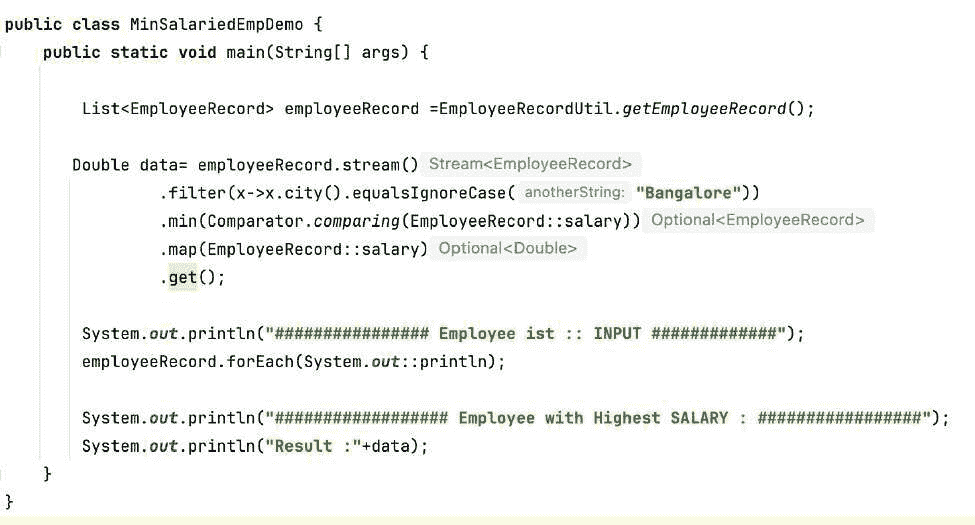 public class MinSalariedEmpDemo {
public static void main(String[] args) {
List<EmployeeRecord> employeeRecord =EmployeeRecordUtil.getEmployeeRecord();
Double data= employeeRecord.stream() Stream<EmployeeRecord>
.filter(x->x.city().equalsIgnoreCase( anotherString: "Bangalore"))
.min(Comparator.comparing(EmployeeRecord::salary)) Optional<EmployeeRecord>
.map(EmployeeRecord::salary) Optional<Double>
.get();
System.out.println("################ Employee ist :: INPUT #############");
employeeRecord.forEach(System.out::println);
System.out.println("################## Employee with Highest SALARY : #################");
System.out.println("Result :"+data);
}
}